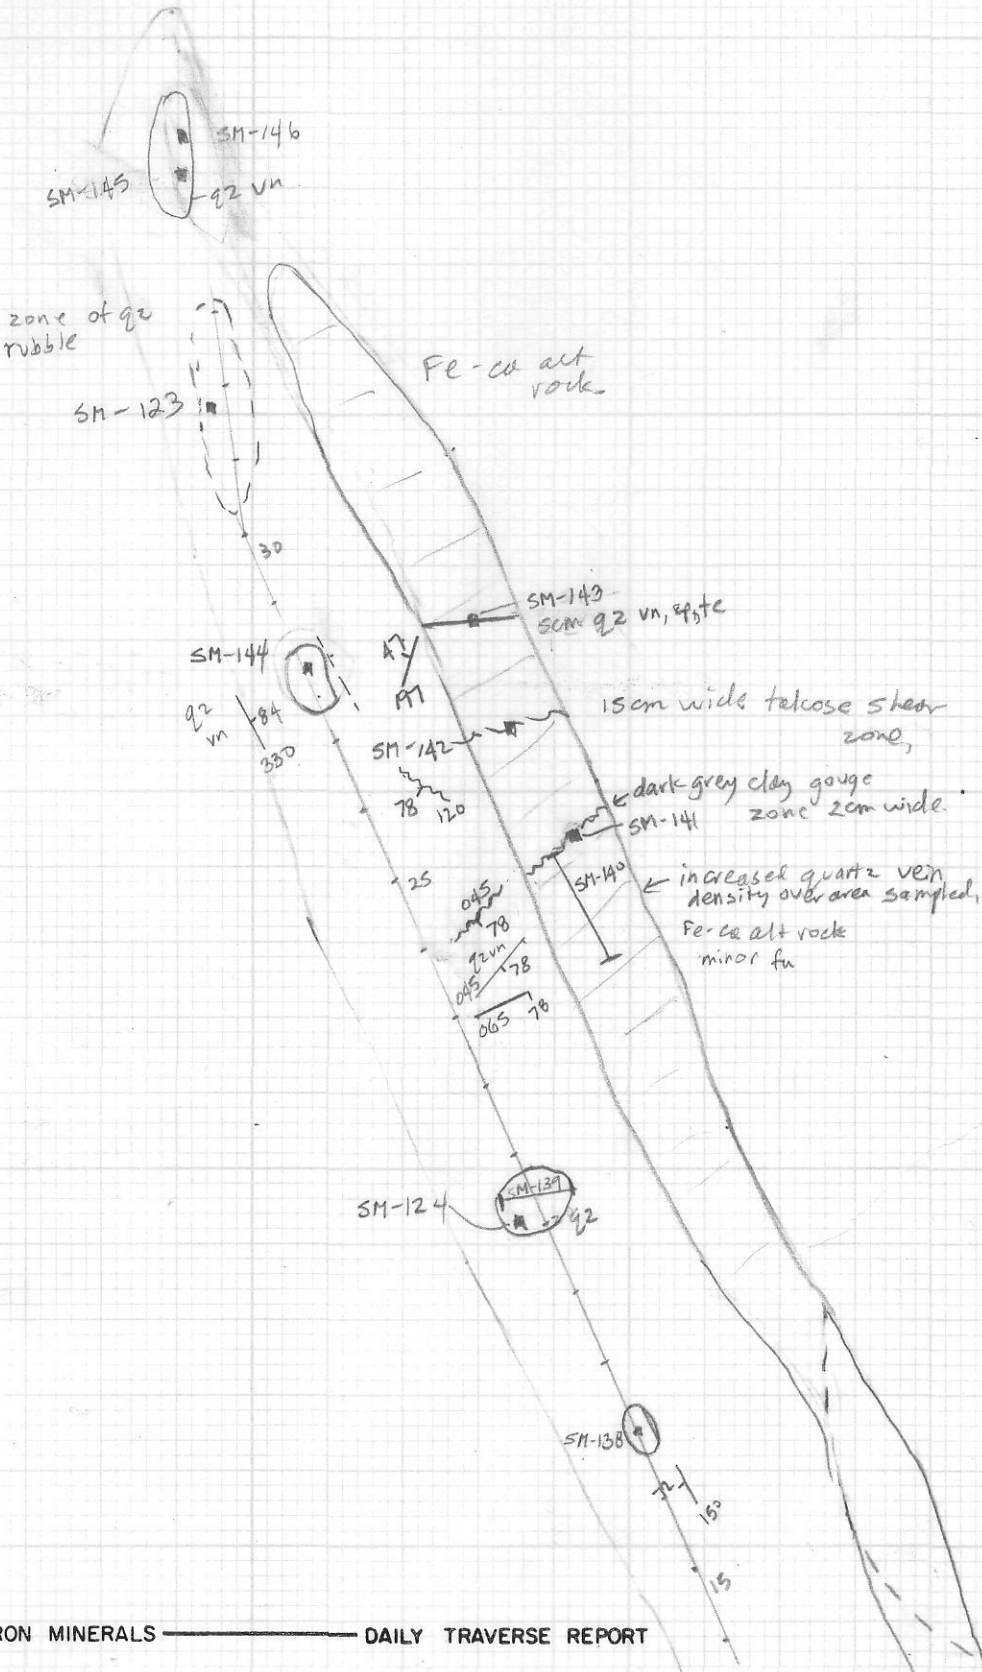 SM-146
SM-145
qz vn
zone of qz
rubble
Fe-ca alt
rock
SM-123
30
SM-143
5cm qz vn,
SM-144
47
197
qz
vn
84
330
15cm wide talcose shear
zone,
SM-142
78
120
dark grey clay gouge
zone 2cm wide.
SM-141
SM-140
25
increased quartz vein
density over area sampled,
Fe-ca alt rock
minor fu
045
78
qz vn
045
78
065
78
SM-139
SM-124
qz
SM-138
72
150
15
RON MINERALS DAILY TRAVERSE REPORT